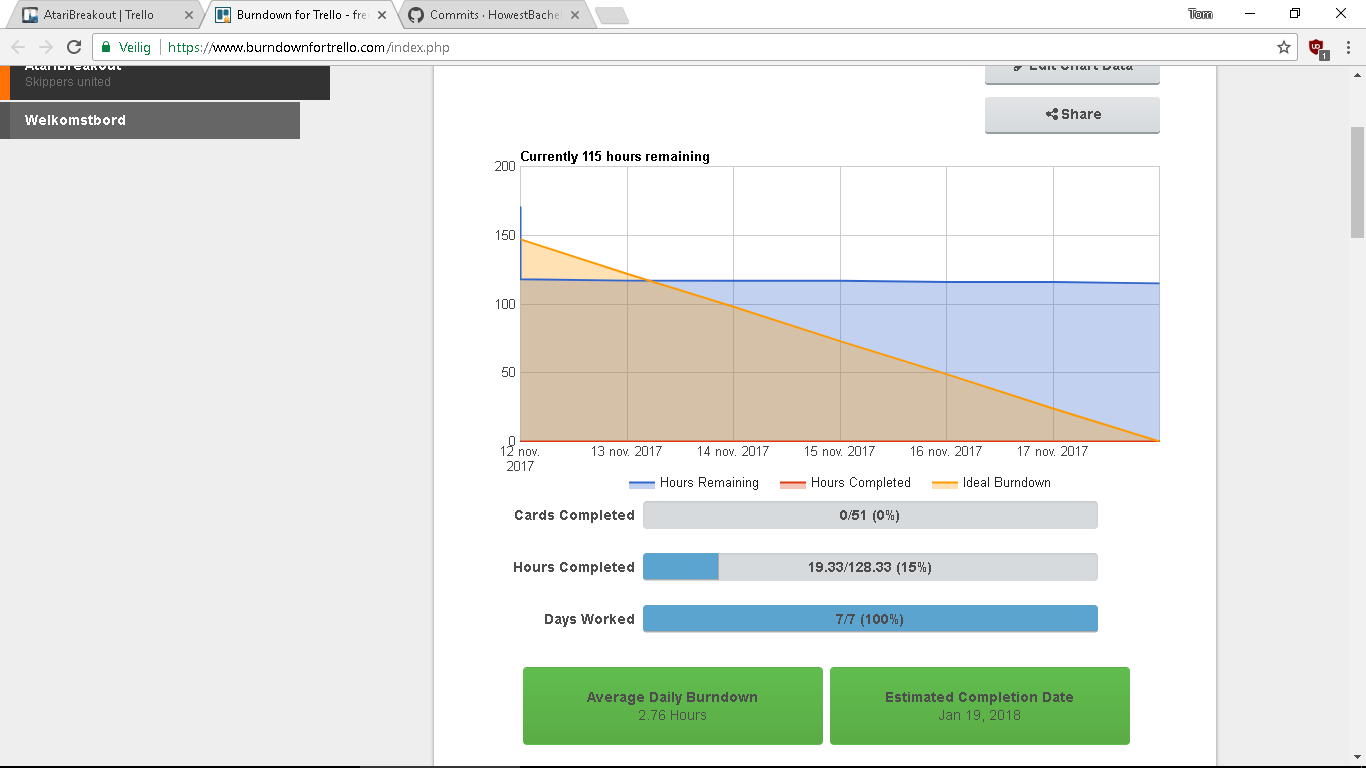 AtariBreakout | Trello
Burndown for Trello - fre
Commits · HowestBachel
Tom
Veilig
https://www.burndownfortrello.com/index.php
1
AtariBreakout
Skippers united
Welkomstbord
Edit Chart Data
Share
Currently 115 hours remaining
200
150
100
50
0
12 nov. 2017
13 nov. 2017
14 nov. 2017
15 nov. 2017
16 nov. 2017
17 nov. 2017
Hours Remaining
Hours Completed
Ideal Burndown
Cards Completed
0/51 (0%)
Hours Completed
19.33/128.33 (15%)
Days Worked
7/7 (100%)
Average Daily Burndown
2.76 Hours
Estimated Completion Date
Jan 19, 2018